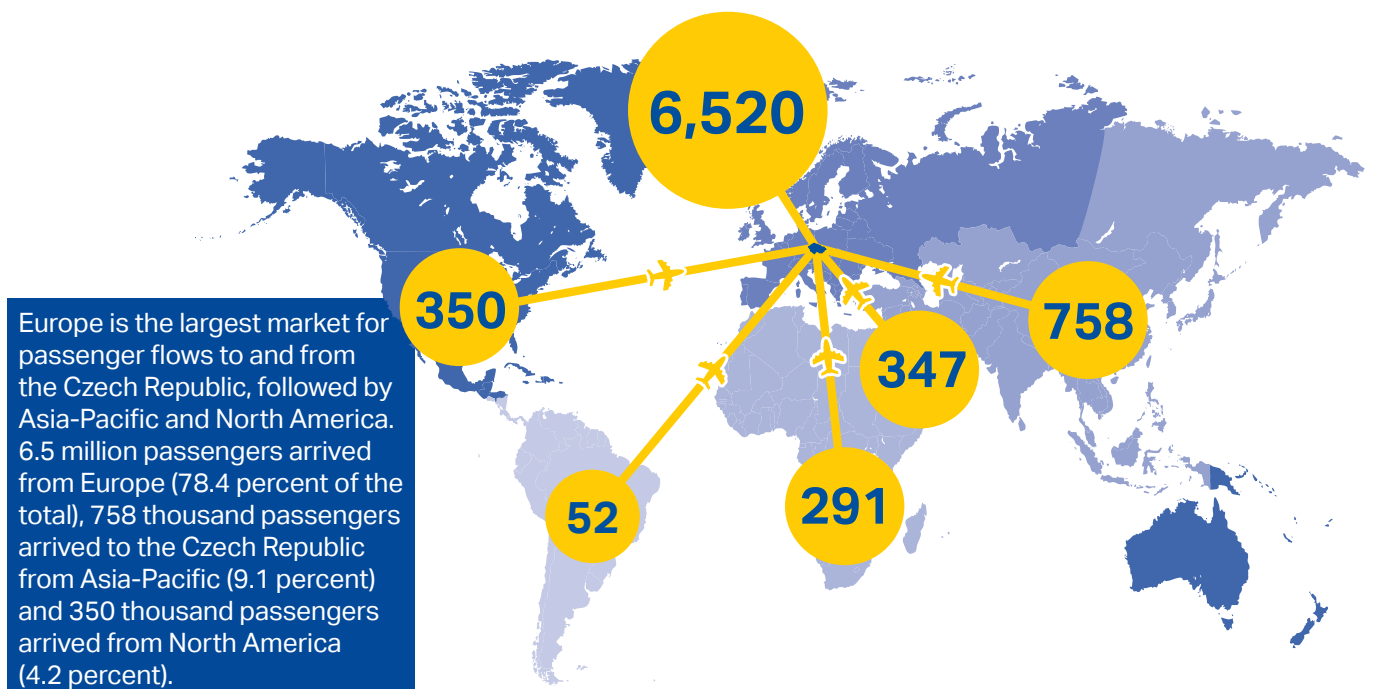 6,520
350
758
347
Europe is the largest market for
passenger flows to and from
the Czech Republic, followed by
Asia-Pacific and North America.
6.5 million passengers arrived
from Europe (78.4 percent of the
total), 758 thousand passengers
arrived to the Czech Republic
from Asia-Pacific (9.1 percent)
and 350 thousand passengers
arrived from North America
(4.2 percent).
52
291